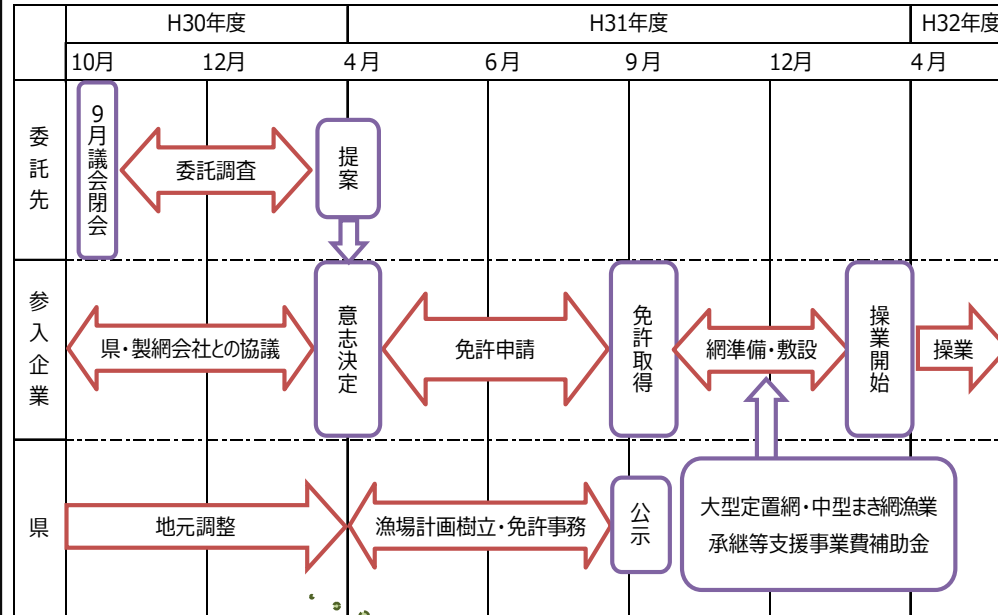 H30年度
H31年度
H32年度
10月
12月
4月
6月
9月
12月
4月
委託先
9月議会閉会
委託調査
提案
参入企業
県・製網会社との協議
意志決定
免許申請
免許取得
網準備・敷設
操業開始
操業
県
地元調整
漁場計画樹立・免許事務
公示
大型定置網・中型まき網漁業
承継等支援事業費補助金